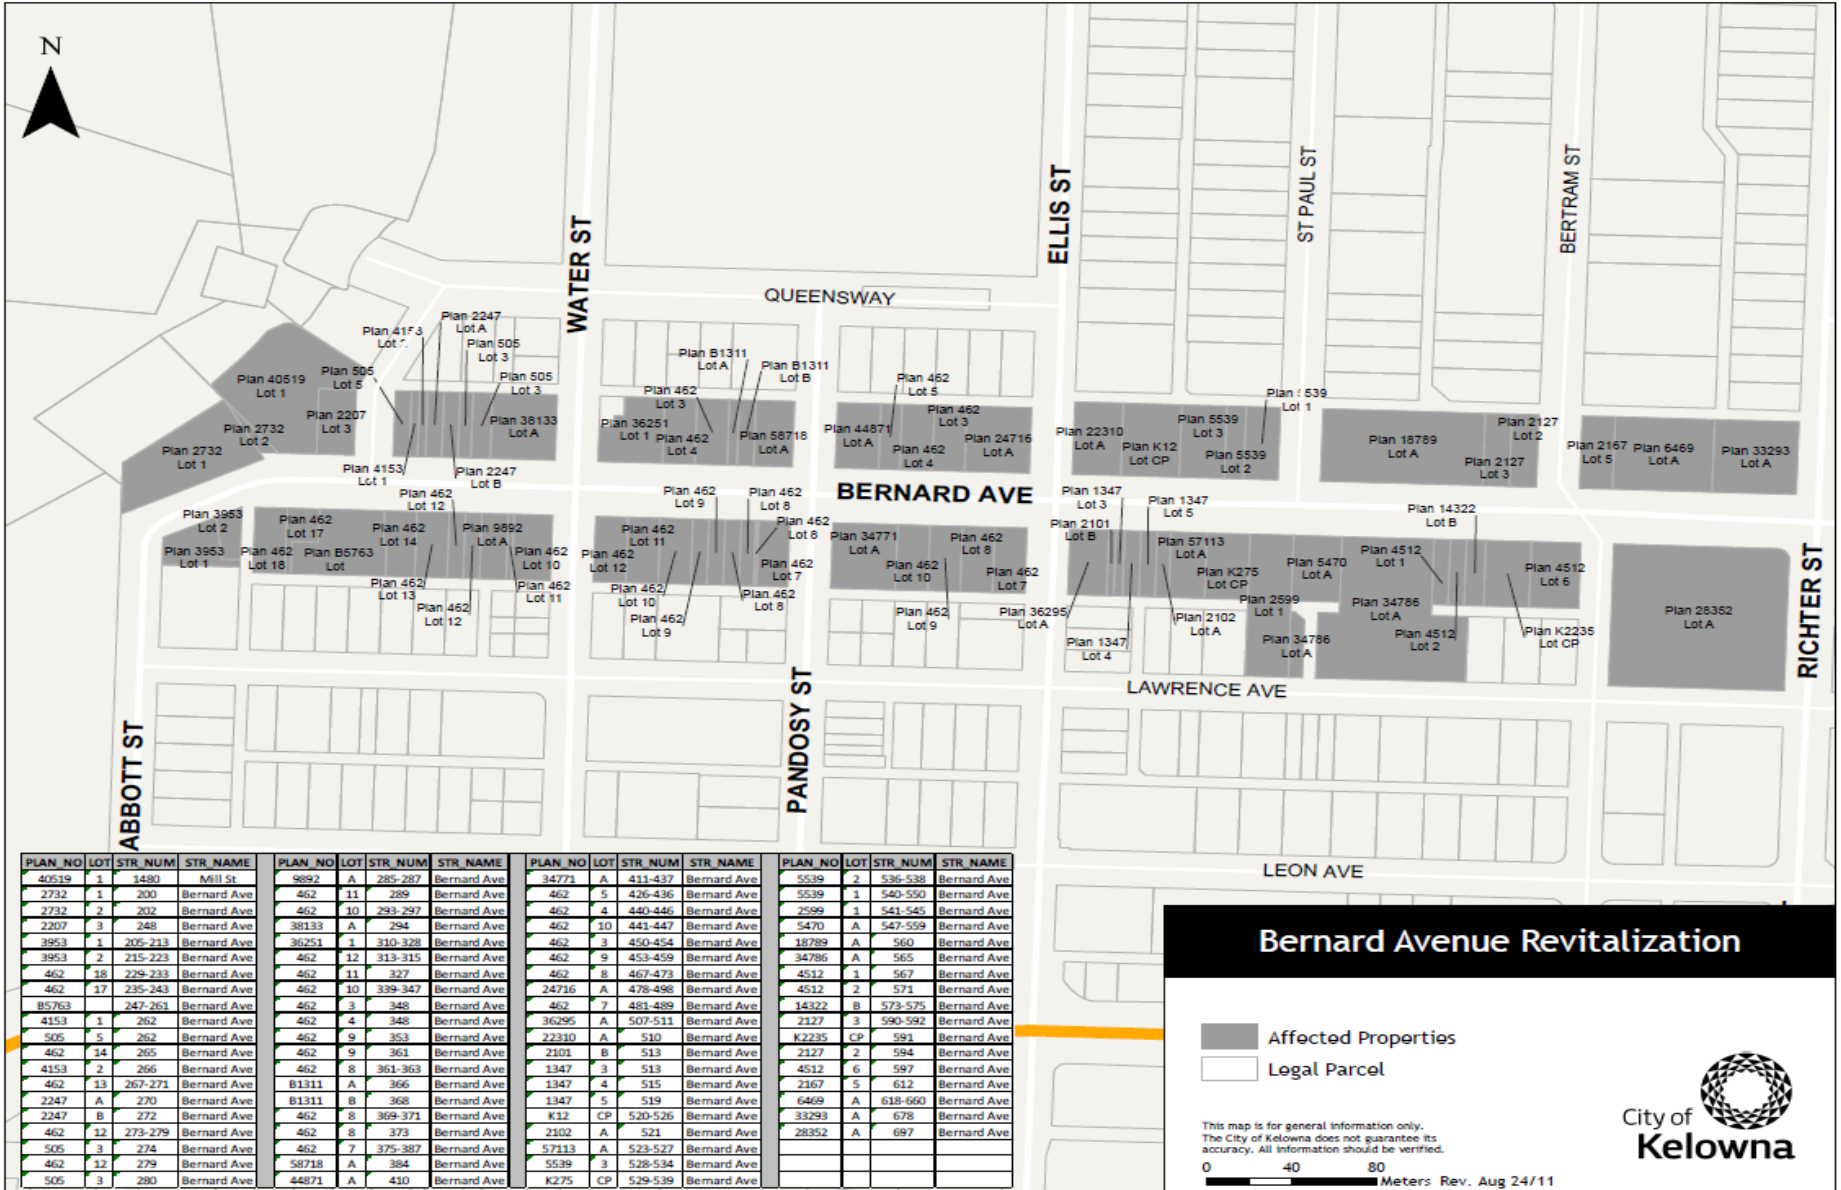 N
WATER ST
ELLIS ST
ST PAUL ST
BERTRAM ST
QUEENSWAY
Plan 2247
Lot A
Plan 505
Lot 3
Plan 505
Lot 3
Plan 505
Lot 5
Plan 40519
Lot 1
Plan 2207
Lot 3
Plan 2732
Lot 2
Plan 2732
Lot 1
Plan 38133
Lot A
Plan 4153
Lot 1
Plan 2247
Lot B
Plan B1311
Lot A
Plan B1311
Lot B
Plan 462
Lot 3
Plan 36251
Lot 1
Plan 462
Lot 4
Plan 58718
Lot A
Plan 462
Lot 5
Plan 462
Lot 3
Plan 44871
Lot A
Plan 462
Lot 4
Plan 24716
Lot A
Plan 22310
Lot A
Plan K12
Lot CP
Plan 5539
Lot 3
Plan 5539
Lot 2
Plan 5539
Lot 1
Plan 18789
Lot A
Plan 2127
Lot 2
Plan 2127
Lot 3
Plan 2167
Lot 5
Plan 6469
Lot A
Plan 33293
Lot A
BERNARD AVE
Plan 3953
Lot 2
Plan 3953
Lot 1
Plan 462
Lot 17
Plan 462
Lot 18
Plan B5763
Lot
Plan 462
Lot 14
Plan 462
Lot 12
Plan 9892
Lot A
Plan 462
Lot 10
Plan 462
Lot 13
Plan 462
Lot 12
Plan 462
Lot 11
Plan 462
Lot 9
Plan 462
Lot 8
Plan 462
Lot 8
Plan 462
Lot 11
Plan 462
Lot 12
Plan 462
Lot 7
Plan 462
Lot 10
Plan 462
Lot 8
Plan 462
Lot 9
Plan 34771
Lot A
Plan 462
Lot 8
Plan 462
Lot 10
Plan 462
Lot 7
Plan 462
Lot 9
Plan 1347
Lot 3
Plan 1347
Lot 5
Plan 2101
Lot B
Plan 57113
Lot A
Plan K275
Lot CP
Plan 5470
Lot A
Plan 14322
Lot B
Plan 4512
Lot 1
Plan 4512
Lot 6
Plan 36295
Lot A
Plan 2102
Lot A
Plan 1347
Lot 4
Plan 2599
Lot 1
Plan 34786
Lot A
Plan 34786
Lot A
Plan 4512
Lot 2
Plan K2235
Lot CP
Plan 28352
Lot A
RICHTER ST
LAWRENCE AVE
PANDOSY ST
ABBOTT ST
LEON AVE
PLAN_NO LOT STR_NUM STR_NAME PLAN_NO LOT STR_NUM STR_NAME PLAN_NO LOT STR_NUM STR_NAME PLAN_NO LOT STR_NUM STR_NAME
40519 1 1480 Mill St 9892 A 285-287 Bernard Ave 34771 A 411-437 Bernard Ave 5539 2 536-538 Bernard Ave
2732 1 200 Bernard Ave 462 11 289 Bernard Ave 462 5 426-436 Bernard Ave 5539 1 540-550 Bernard Ave
2732 2 202 Bernard Ave 462 10 293-297 Bernard Ave 462 4 440-446 Bernard Ave 2599 1 541-545 Bernard Ave
2207 3 248 Bernard Ave 38133 A 294 Bernard Ave 462 10 441-447 Bernard Ave 5470 A 547-559 Bernard Ave
3953 1 205-213 Bernard Ave 36251 1 310-328 Bernard Ave 462 3 450-454 Bernard Ave 18789 A 560 Bernard Ave
3953 2 215-223 Bernard Ave 462 12 313-315 Bernard Ave 462 9 453-459 Bernard Ave 34786 A 565 Bernard Ave
462 18 229-233 Bernard Ave 462 11 327 Bernard Ave 462 8 467-473 Bernard Ave 4512 1 567 Bernard Ave
462 17 235-243 Bernard Ave 462 10 339-347 Bernard Ave 24716 A 478-498 Bernard Ave 4512 2 571 Bernard Ave
B5763 247-261 Bernard Ave 462 3 348 Bernard Ave 462 7 481-489 Bernard Ave 14322 B 573-575 Bernard Ave
4153 1 262 Bernard Ave 462 4 348 Bernard Ave 36295 A 507-511 Bernard Ave 2127 3 590-592 Bernard Ave
505 5 262 Bernard Ave 462 9 353 Bernard Ave 22310 A 510 Bernard Ave K2235 CP 591 Bernard Ave
462 14 265 Bernard Ave 462 9 361 Bernard Ave 2101 B 513 Bernard Ave 2127 2 594 Bernard Ave
4153 2 266 Bernard Ave 462 8 361-363 Bernard Ave 1347 3 513 Bernard Ave 4512 6 597 Bernard Ave
462 13 267-271 Bernard Ave B1311 A 366 Bernard Ave 1347 4 515 Bernard Ave 2167 5 612 Bernard Ave
2247 A 270 Bernard Ave B1311 B 368 Bernard Ave 1347 5 519 Bernard Ave 6469 A 618-660 Bernard Ave
2247 B 272 Bernard Ave 462 8 369-371 Bernard Ave K12 CP 520-526 Bernard Ave 33293 A 678 Bernard Ave
462 12 273-279 Bernard Ave 462 8 373 Bernard Ave 2102 A 521 Bernard Ave 28352 A 697 Bernard Ave
505 3 274 Bernard Ave 462 7 375-387 Bernard Ave 57113 A 523-527 Bernard Ave
462 12 279 Bernard Ave 58718 A 384 Bernard Ave 5539 3 528-534 Bernard Ave
505 3 280 Bernard Ave 44871 A 410 Bernard Ave K275 CP 529-539 Bernard Ave
Bernard Avenue Revitalization
Affected Properties
Legal Parcel
This map is for general information only.
The City of Kelowna does not guarantee its
accuracy. All information should be verified.
0 40 80
Meters Rev. Aug 24/11
City of
Kelowna